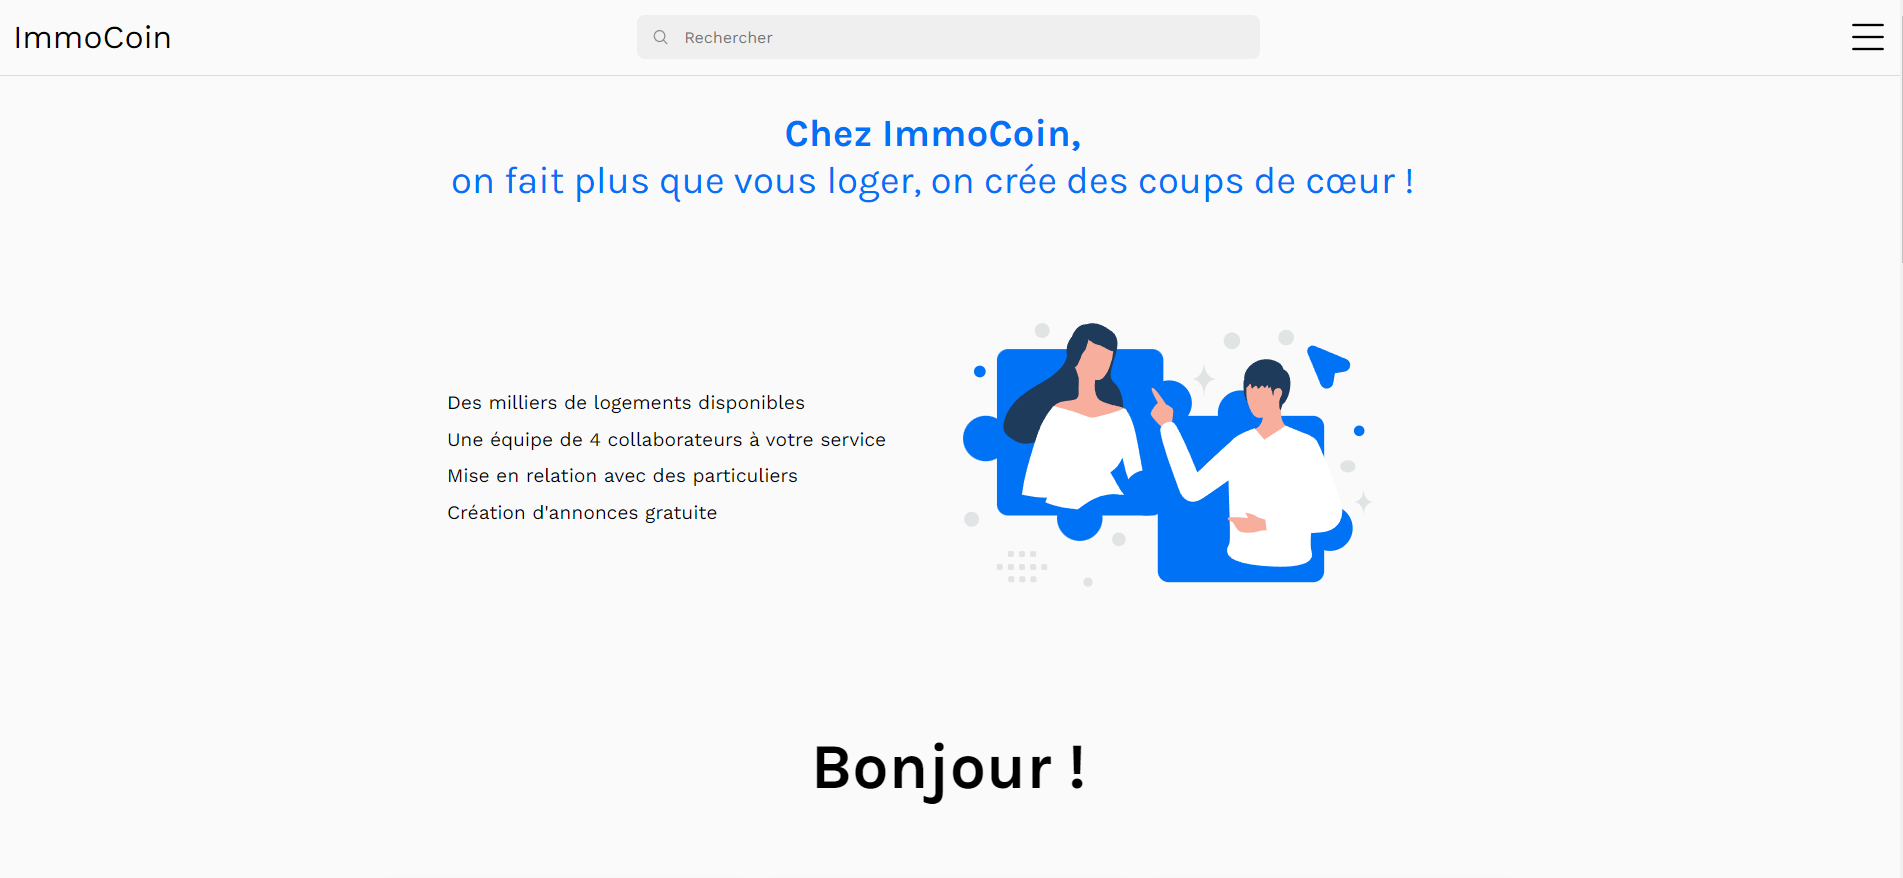 ImmoCoin
Rechercher
Chez ImmoCoin,
on fait plus que vous loger, on crée des coups de cœur !
Des milliers de logements disponibles
Une équipe de 4 collaborateurs à votre service
Mise en relation avec des particuliers
Création d'annonces gratuite
Bonjour !